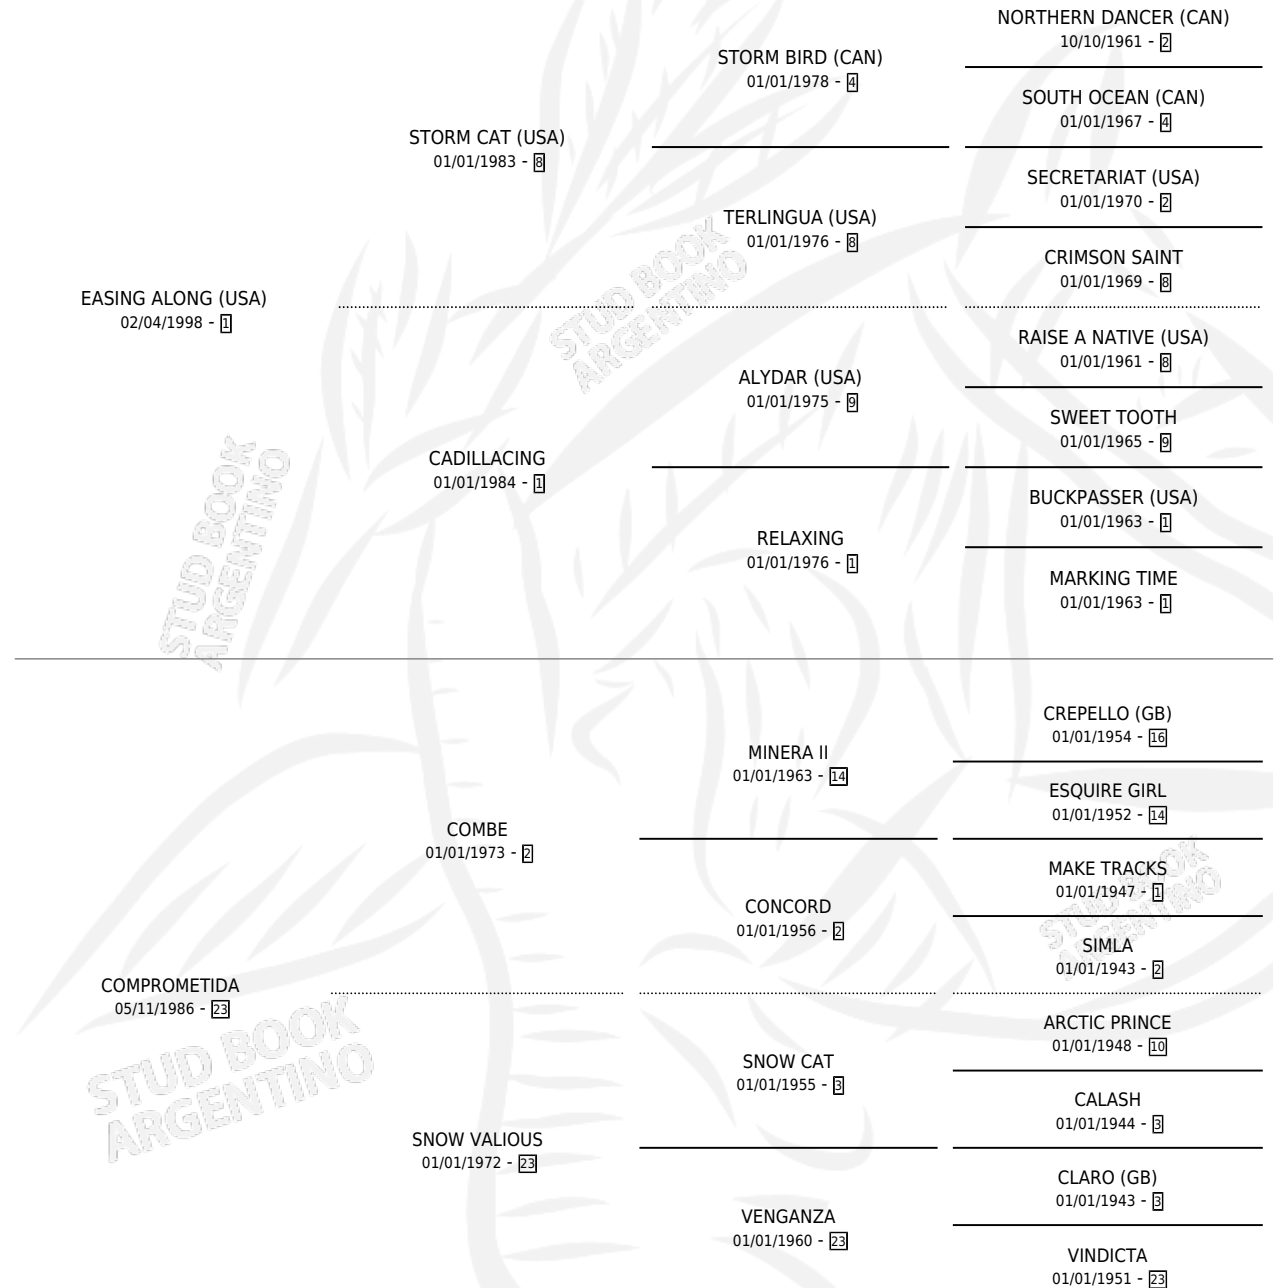 NORTHERN DANCER (CAN)
10/10/1961 - 2
STORM BIRD (CAN)
01/01/1978 - 4
SOUTH OCEAN (CAN)
01/01/1967 - 4
STORM CAT (USA)
01/01/1983 - 8
SECRETARIAT (USA)
01/01/1970 - 2
TERLINGUA (USA)
01/01/1976 - 8
CRIMSON SAINT
01/01/1969 - 8
EASING ALONG (USA)
02/04/1998 - 1
STUD BOOK
ARGENTINO
RAISE A NATIVE (USA)
01/01/1961 - 8
ALYDAR (USA)
01/01/1975 - 9
SWEET TOOTH
01/01/1965 - 9
CADILLACING
01/01/1984 - 1
BUCKPASSER (USA)
01/01/1963 - 1
RELAXING
01/01/1976 - 1
MARKING TIME
01/01/1963 - 1
STUD BOOK
ARGENTINO
CREPELLO (GB)
01/01/1954 - 16
MINERA II
01/01/1963 - 14
ESQUIRE GIRL
01/01/1952 - 14
COMBE
01/01/1973 - 2
MAKE TRACKS
01/01/1947 - 1
CONCORD
01/01/1956 - 2
STUD BOOK
ARGENTINO
SIMLA
01/01/1943 - 2
COMPROMETIDA
05/11/1986 - 23
STUD BOOK
ARGENTINO
ARCTIC PRINCE
01/01/1948 - 10
SNOW CAT
01/01/1955 - 3
CALASH
01/01/1944 - 3
SNOW VALIOUS
01/01/1972 - 23
CLARO (GB)
01/01/1943 - 3
VENGANZA
01/01/1960 - 23
VINDICTA
01/01/1951 - 23